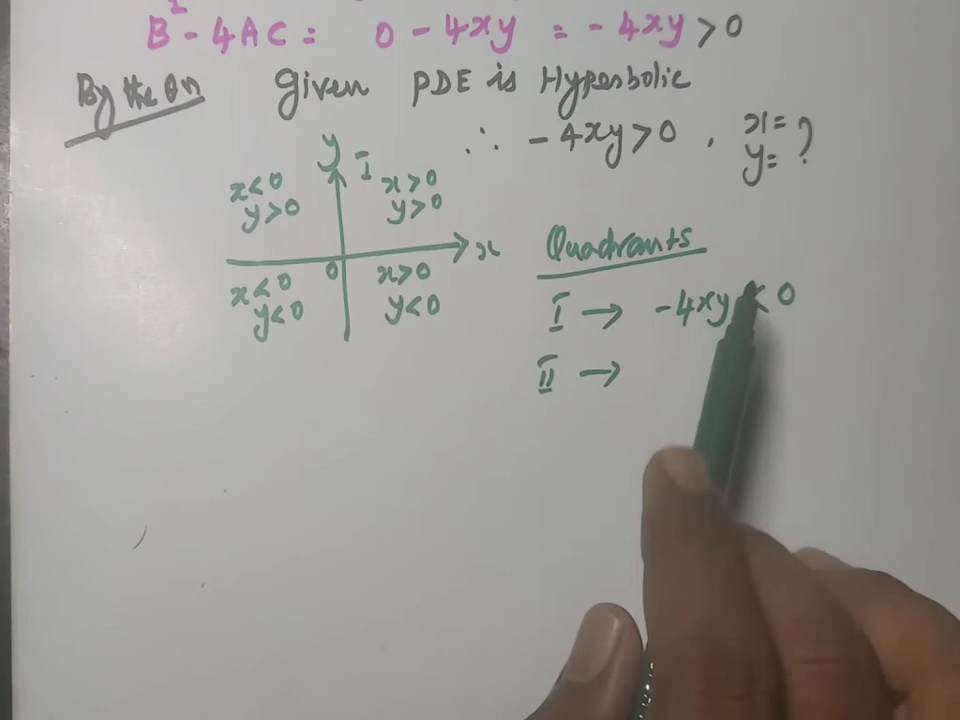 B² - 4AC = 0 - 4xy = - 4xy > 0
By the Qn Given PDE is Hyperbolic
∴ - 4xy > 0 , x= y= ?
y I
x<0 y>0 x>0 y>0
0 x
x<0 y<0 x>0 y<0
Quadrants
I → -4xy < 0
II →